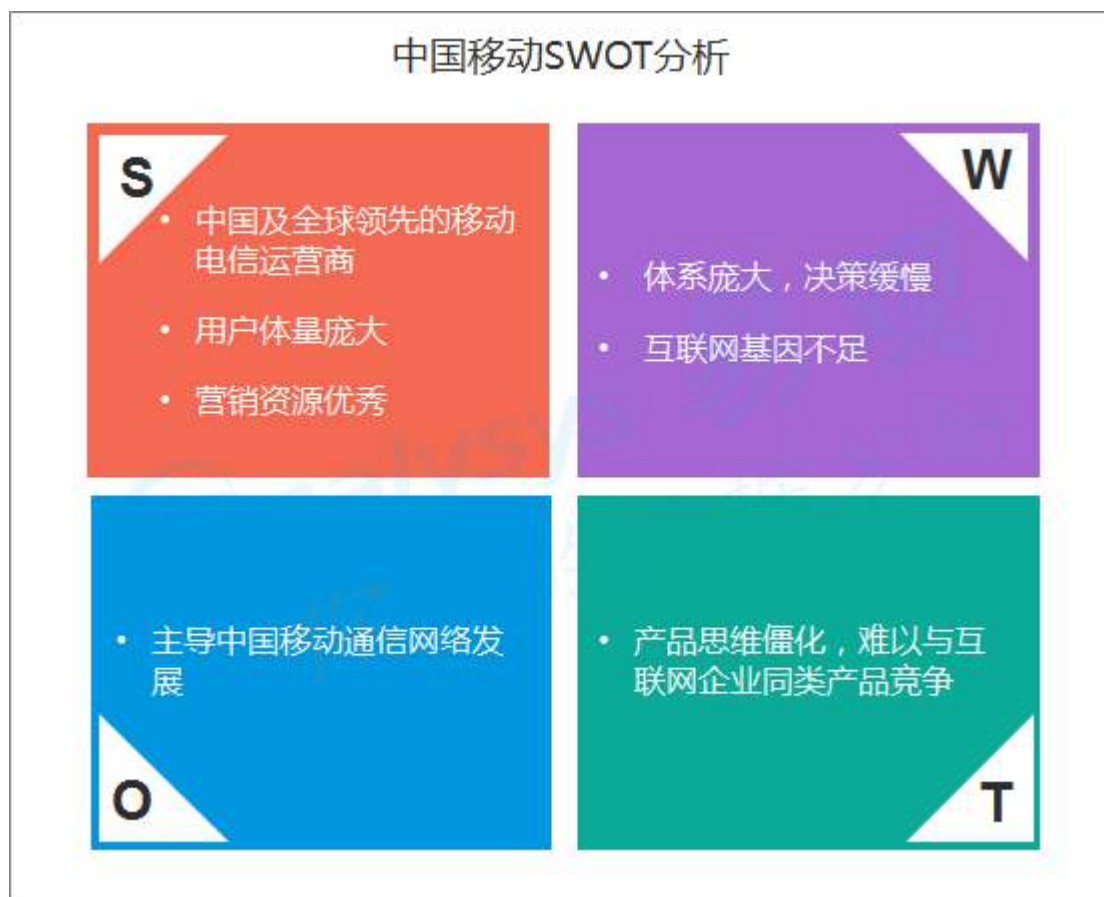 中国移动SWOT分析
S
• 中国及全球领先的移动
电信运营商
• 用户体量庞大
• 营销资源优秀
W
• 体系庞大，决策缓慢
• 互联网基因不足
• 主导中国移动通信网络发
展
O
• 产品思维僵化，难以与互
联网企业同类产品竞争
T